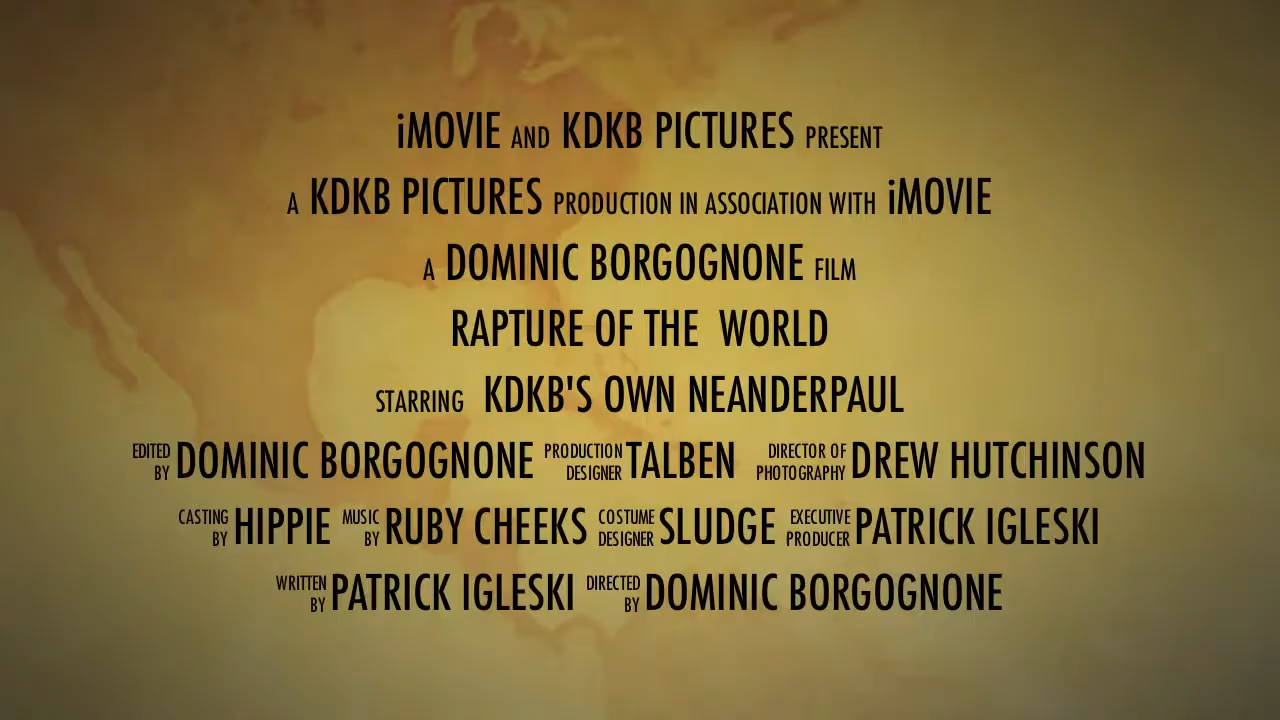 iMOVIE AND KDKB PICTURES PRESENT
A KDKB PICTURES PRODUCTION IN ASSOCIATION WITH iMOVIE
A DOMINIC BORGOGNONE FILM
RAPTURE OF THE WORLD
STARRING KDKB'S OWN NEANDERPAUL
EDITED BY DOMINIC BORGOGNONE PRODUCTION DESIGNER TALBEN DIRECTOR OF PHOTOGRAPHY DREW HUTCHINSON
CASTING BY HIPPIE MUSIC BY RUBY CHEEKS COSTUME DESIGNER SLUDGE EXECUTIVE PRODUCER PATRICK IGLESKI
WRITTEN BY PATRICK IGLESKI DIRECTED BY DOMINIC BORGOGNONE